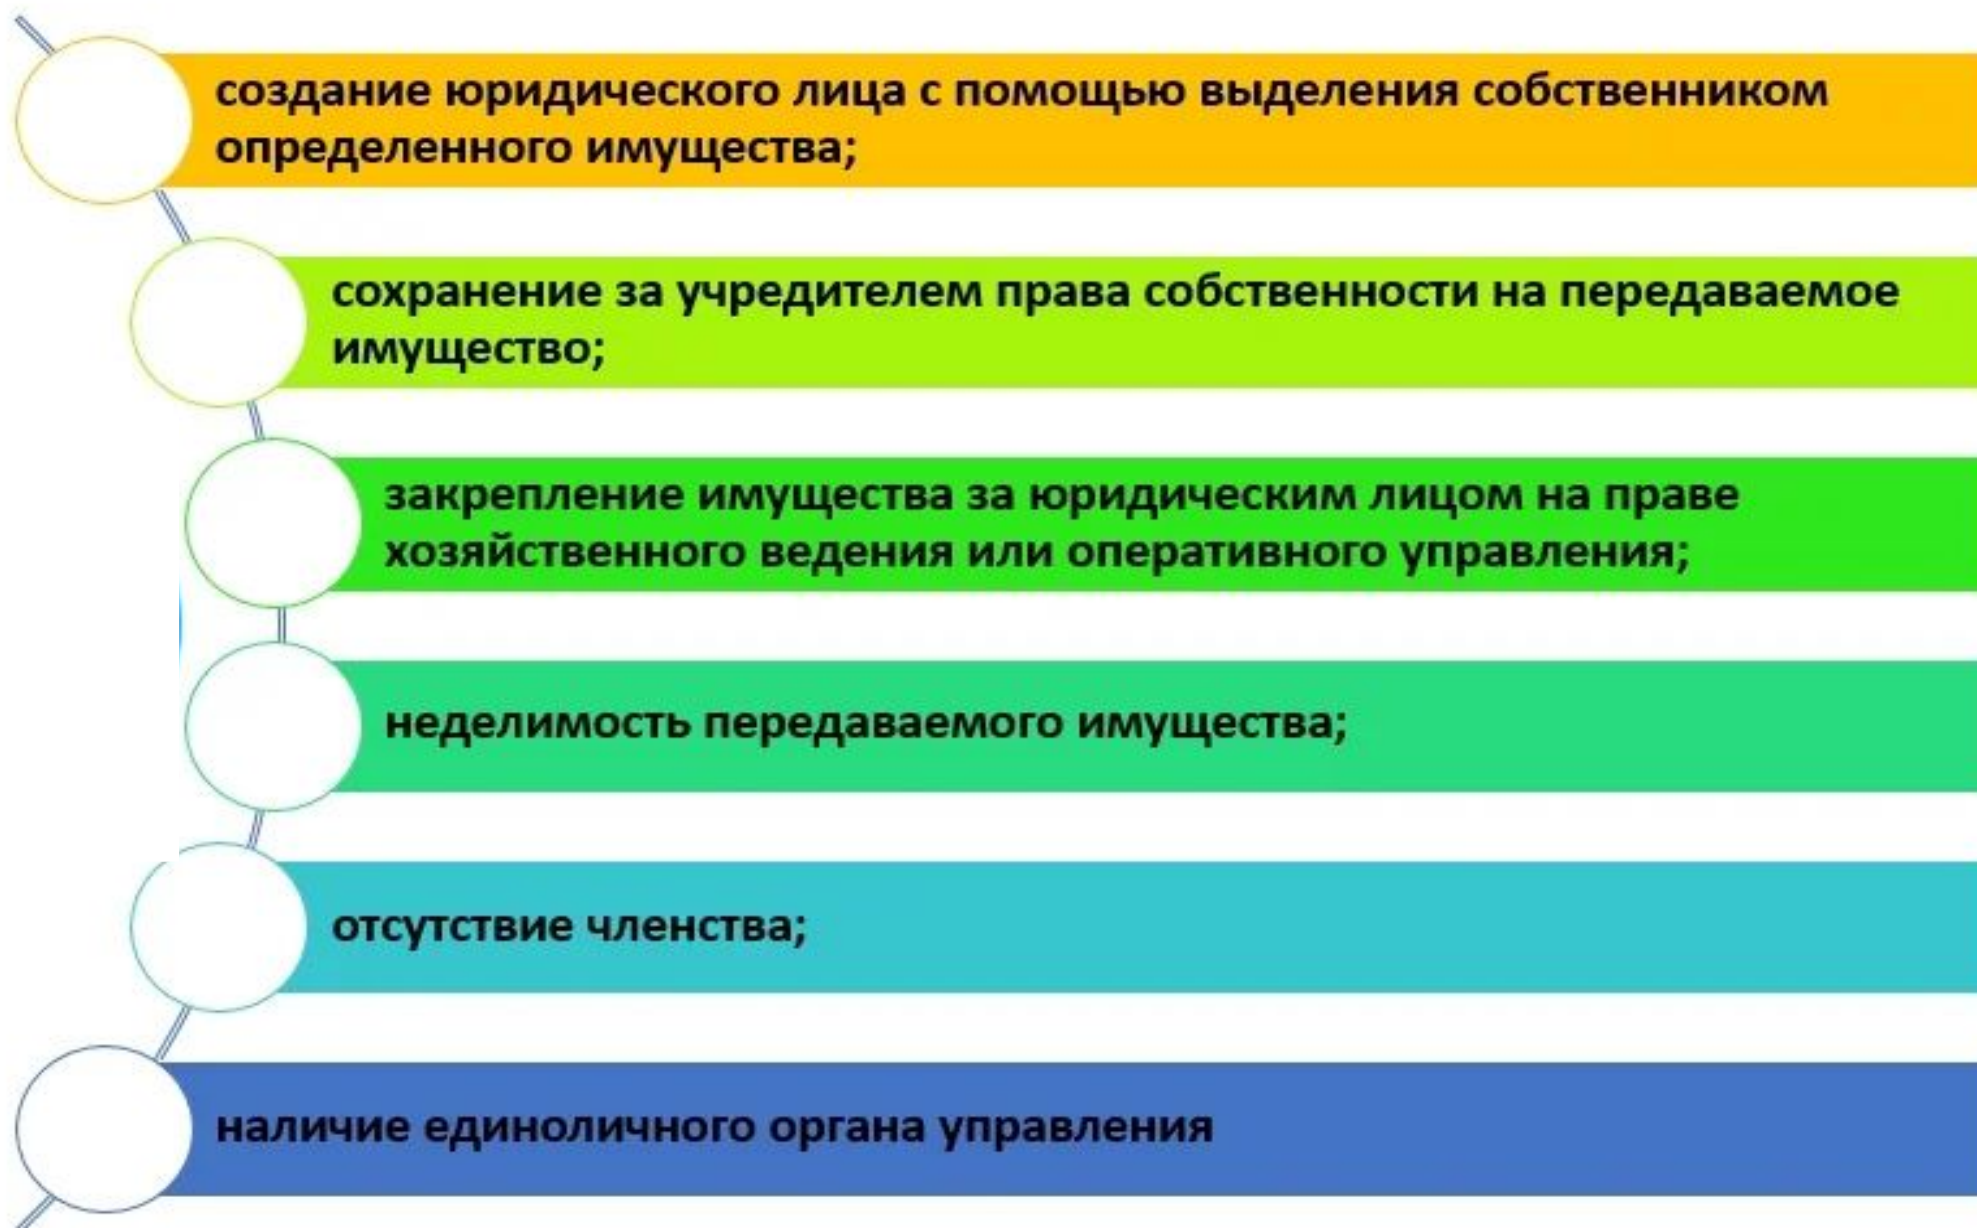 создание юридического лица с помощью выделения собственником
определенного имущества;
сохранение за учредителем права собственности на передаваемое
имущество;
закрепление имущества за юридическим лицом на праве
хозяйственного ведения или оперативного управления;
неделимость передаваемого имущества;
отсутствие членства;
наличие единоличного органа управления